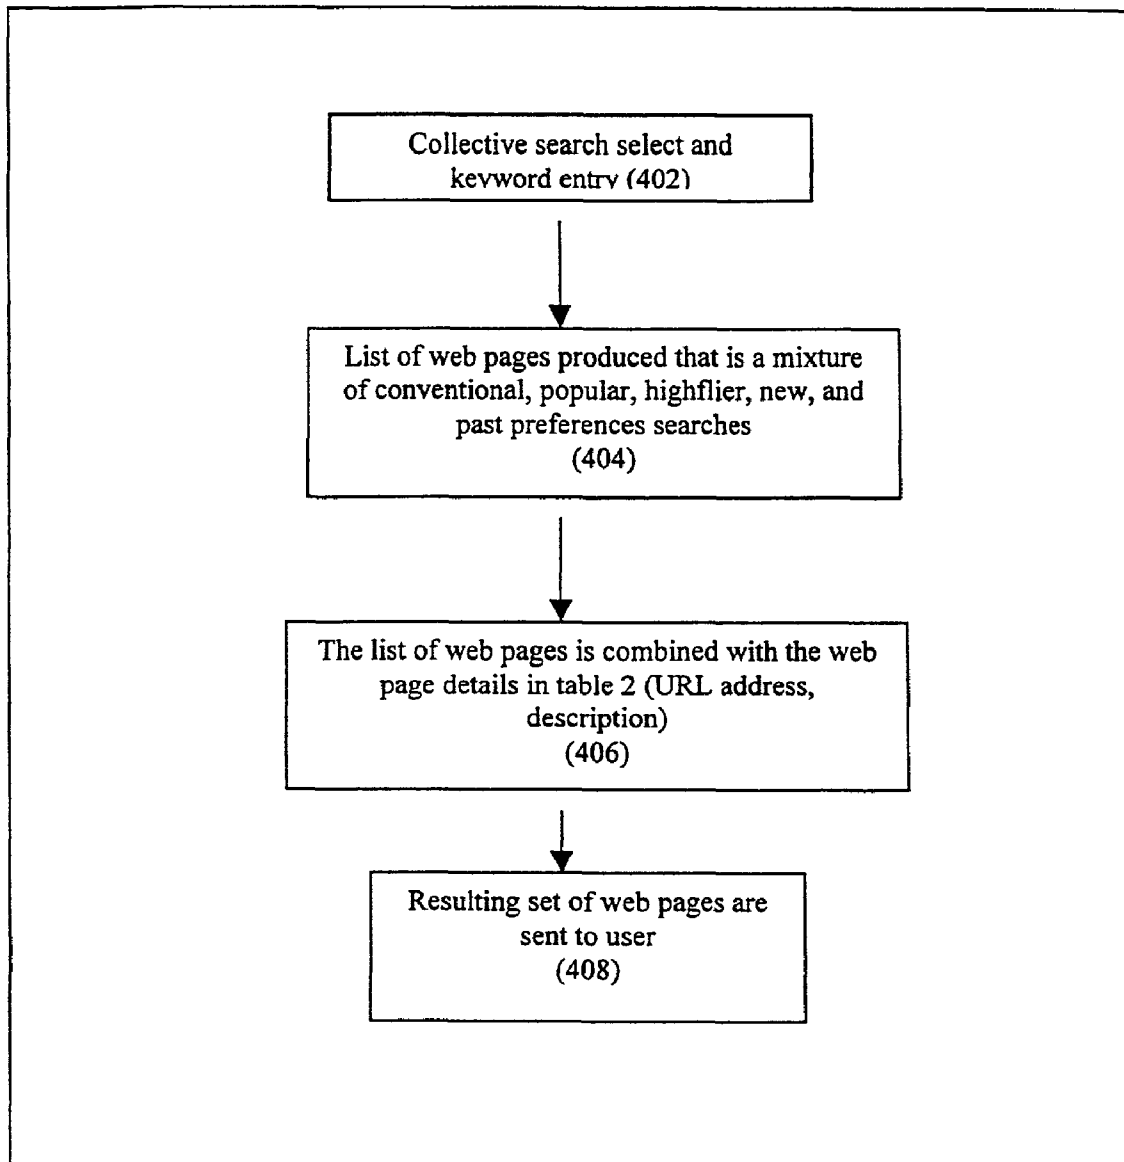 Collective search select and
keyword entry (402)
List of web pages produced that is a mixture
of conventional, popular, highflier, new, and
past preferences searches
(404)
The list of web pages is combined with the web
page details in table 2 (URL address,
description)
(406)
Resulting set of web pages are
sent to user
(408)